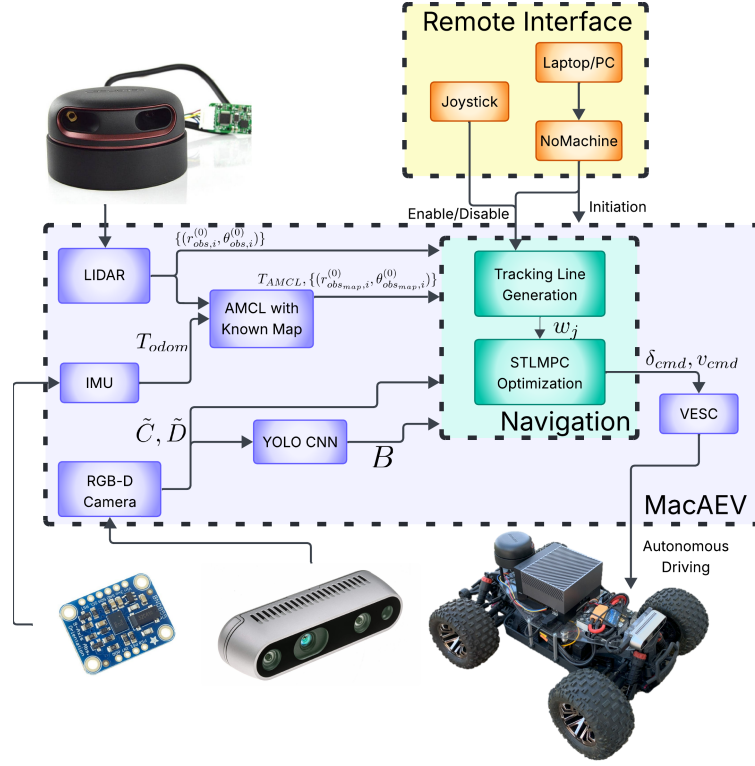 Remote Interface
Laptop/PC
Joystick
NoMachine
Enable/Disable
Initiation
{(r_{obs,i}^{(0)}, θ_{obs,i}^{(0)})}
LIDAR
Tracking Line
Generation
T_{AMCL}, {(r_{obs_{map},i}^{(0)}, θ_{obs_{map},i}^{(0)})}
AMCL with
Known Map
w_j
T_{odom}
STLMPC
Optimization
δ_{cmd}, v_{cmd}
IMU
VESC
Navigation
C̃, D̃
YOLO CNN
B
RGB-D
Camera
MacAEV
Autonomous
Driving